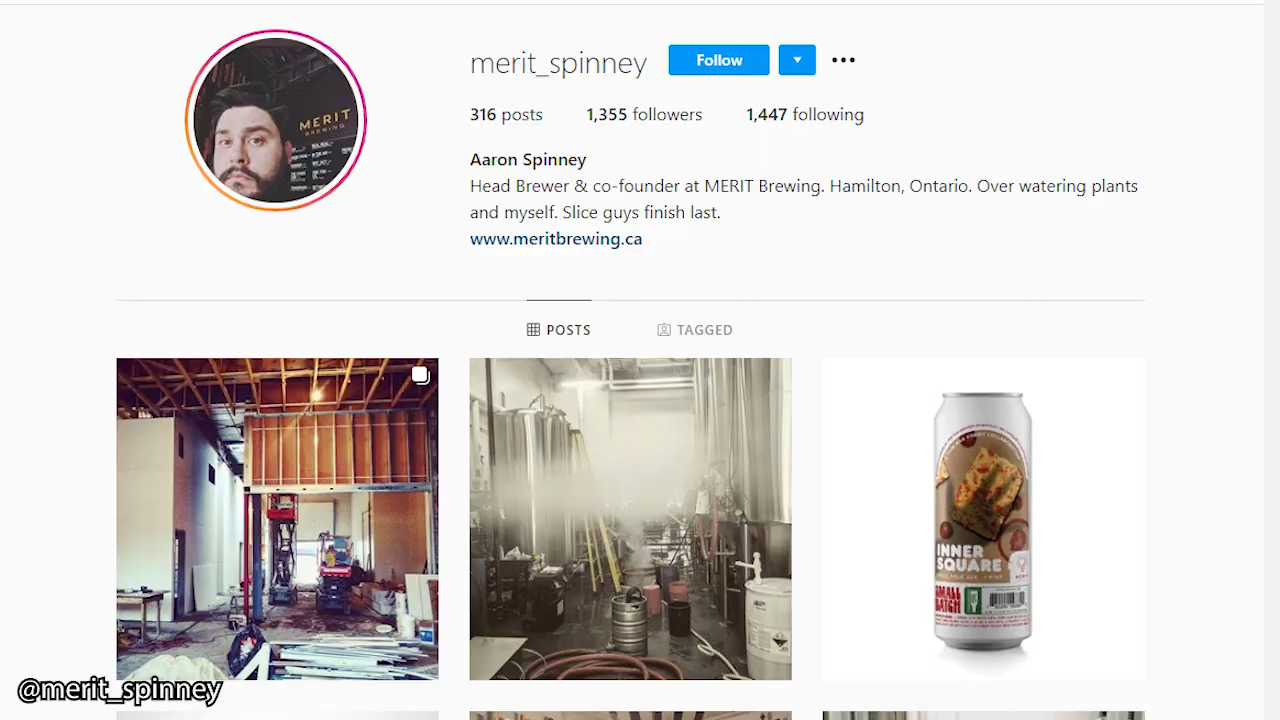 merit_spinney Follow
316 posts 1,355 followers 1,447 following
Aaron Spinney
Head Brewer & co-founder at MERIT Brewing. Hamilton, Ontario. Over watering plants
and myself. Slice guys finish last.
www.meritbrewing.ca
MERIT
BREWING
POSTS TAGGED
INNER
SQUARE
SMALL
BATCH
@merit_spinney